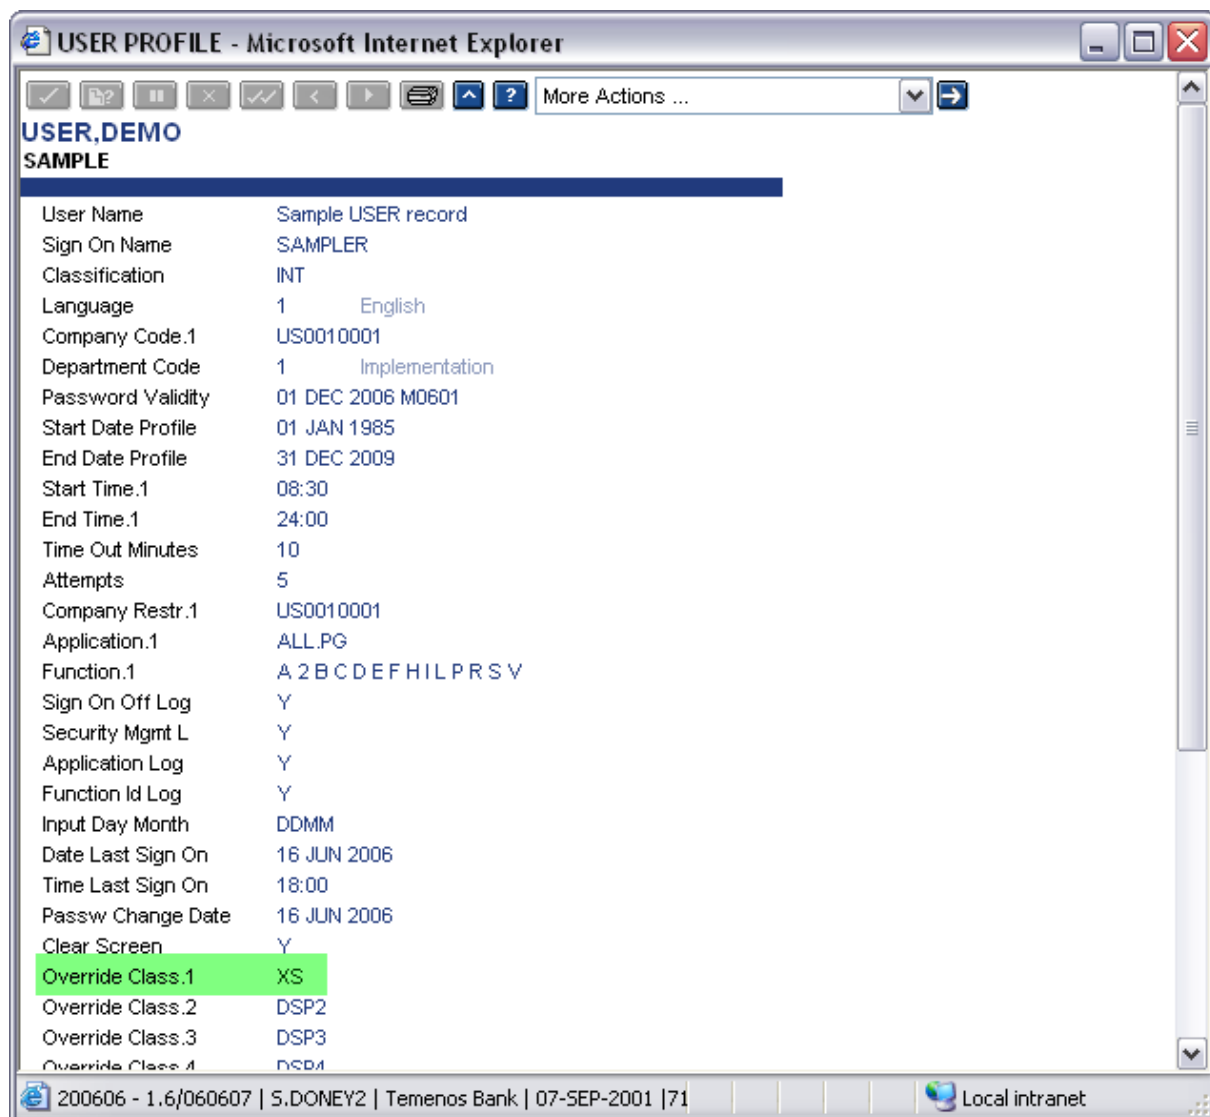 USER PROFILE - Microsoft Internet Explorer
More Actions ...
USER,DEMO
SAMPLE
User Name Sample USER record
Sign On Name SAMPLER
Classification INT
Language 1 English
Company Code.1 US0010001
Department Code 1 Implementation
Password Validity 01 DEC 2006 M0601
Start Date Profile 01 JAN 1985
End Date Profile 31 DEC 2009
Start Time.1 08:30
End Time.1 24:00
Time Out Minutes 10
Attempts 5
Company Restr.1 US0010001
Application.1 ALL.PG
Function.1 A 2 B C D E F H I L P R S V
Sign On Off Log Y
Security Mgmt L Y
Application Log Y
Function Id Log Y
Input Day Month DDMM
Date Last Sign On 16 JUN 2006
Time Last Sign On 18:00
Passw Change Date 16 JUN 2006
Clear Screen Y
Override Class.1 XS
Override Class.2 DSP2
Override Class.3 DSP3
Override Class.4 DSP4
200606 - 1.6/060607 | S.DONEY2 | Temenos Bank | 07-SEP-2001 |71 Local intranet